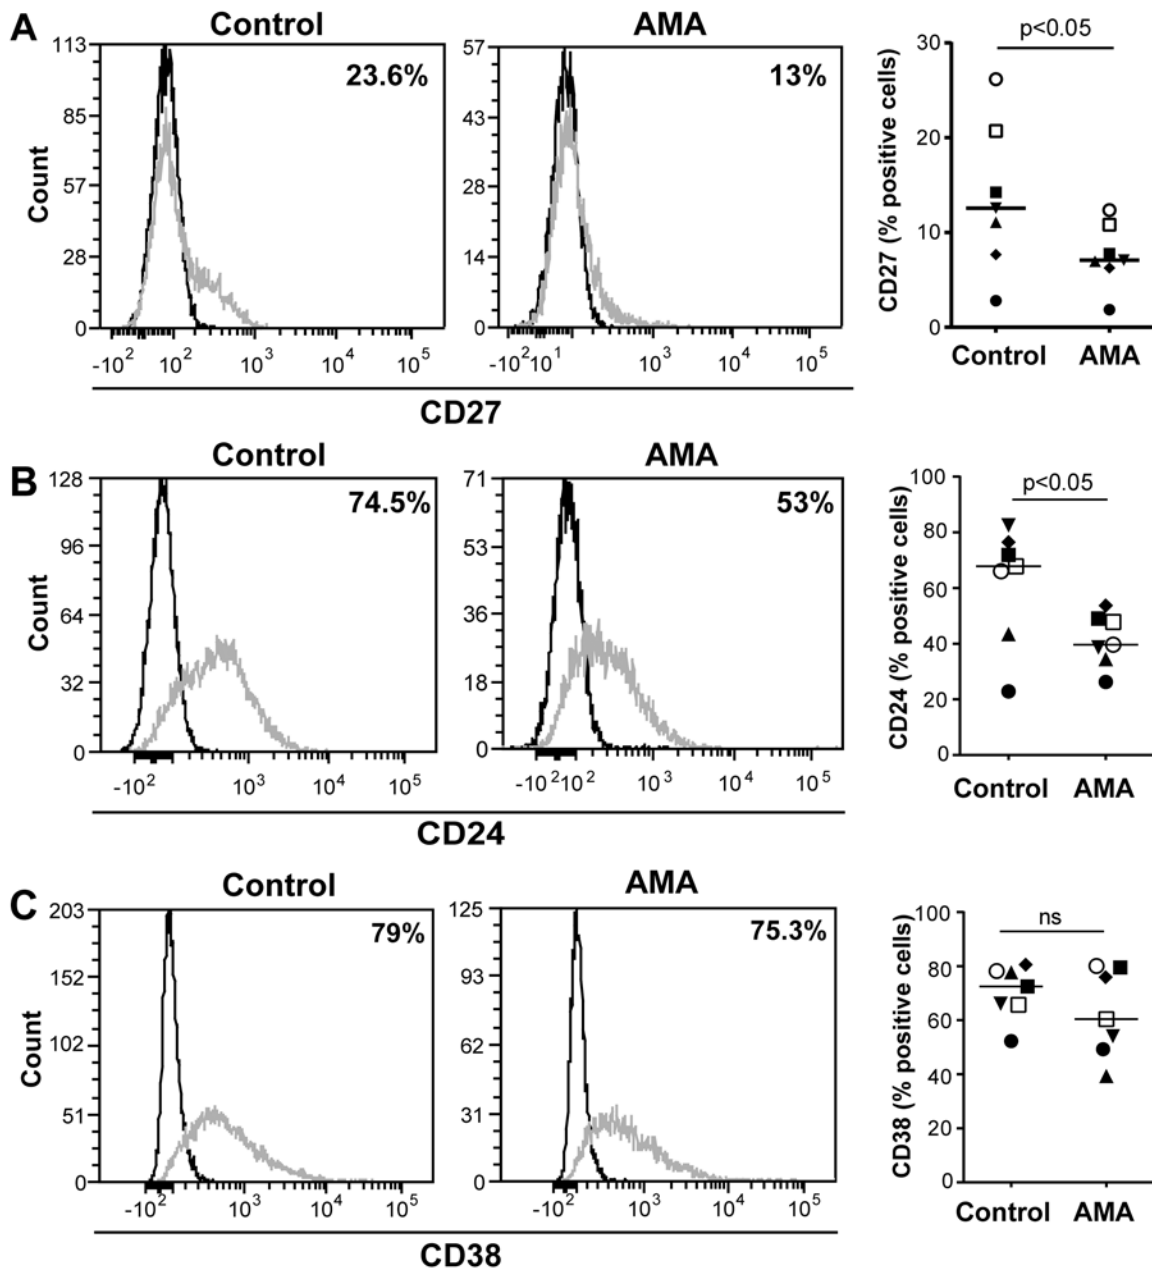 A
Control
AMA
113
85
57
28
0
Count
23.6%
-10² 10² 10³ 10⁴ 10⁵
57
43
28
14
0
13%
-10²10¹ 10³ 10⁴ 10⁵
CD27
30
20
10
0
CD27 (% positive cells)
p<0.05
Control AMA
B
Control
AMA
128
96
64
32
0
Count
74.5%
-10² 10³ 10⁴ 10⁵
71
53
36
18
0
53%
-10²10² 10³ 10⁴ 10⁵
CD24
100
80
60
40
20
0
CD24 (% positive cells)
p<0.05
Control AMA
C
Control
AMA
203
152
102
51
0
Count
79%
-10² 10³ 10⁴ 10⁵
125
93
62
31
0
75.3%
-10² 10³ 10⁴ 10⁵
CD38
100
80
60
40
20
0
CD38 (% positive cells)
ns
Control AMA